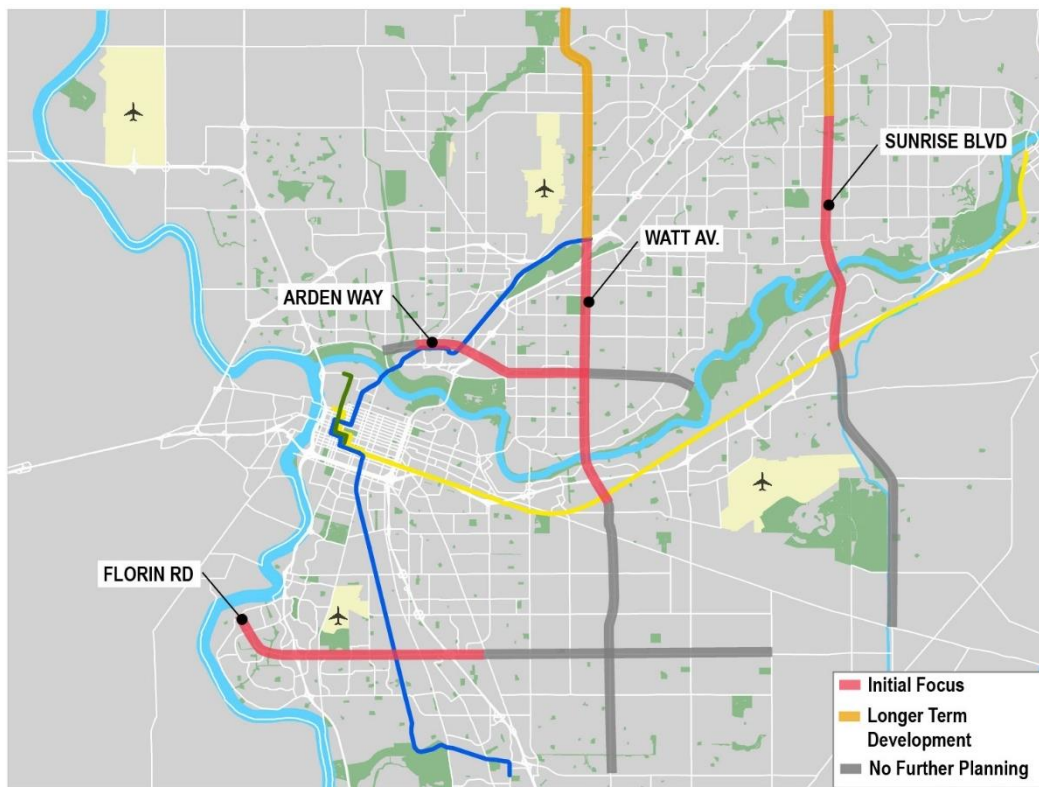 SUNRISE BLVD
WATT AV.
ARDEN WAY
FLORIN RD
Initial Focus
Longer Term
Development
No Further Planning